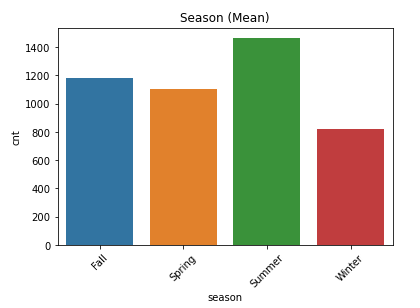 Season (Mean)
1400
1200
1000
800
600
400
200
0
cnt
Fall
Spring
Summer
Winter
season